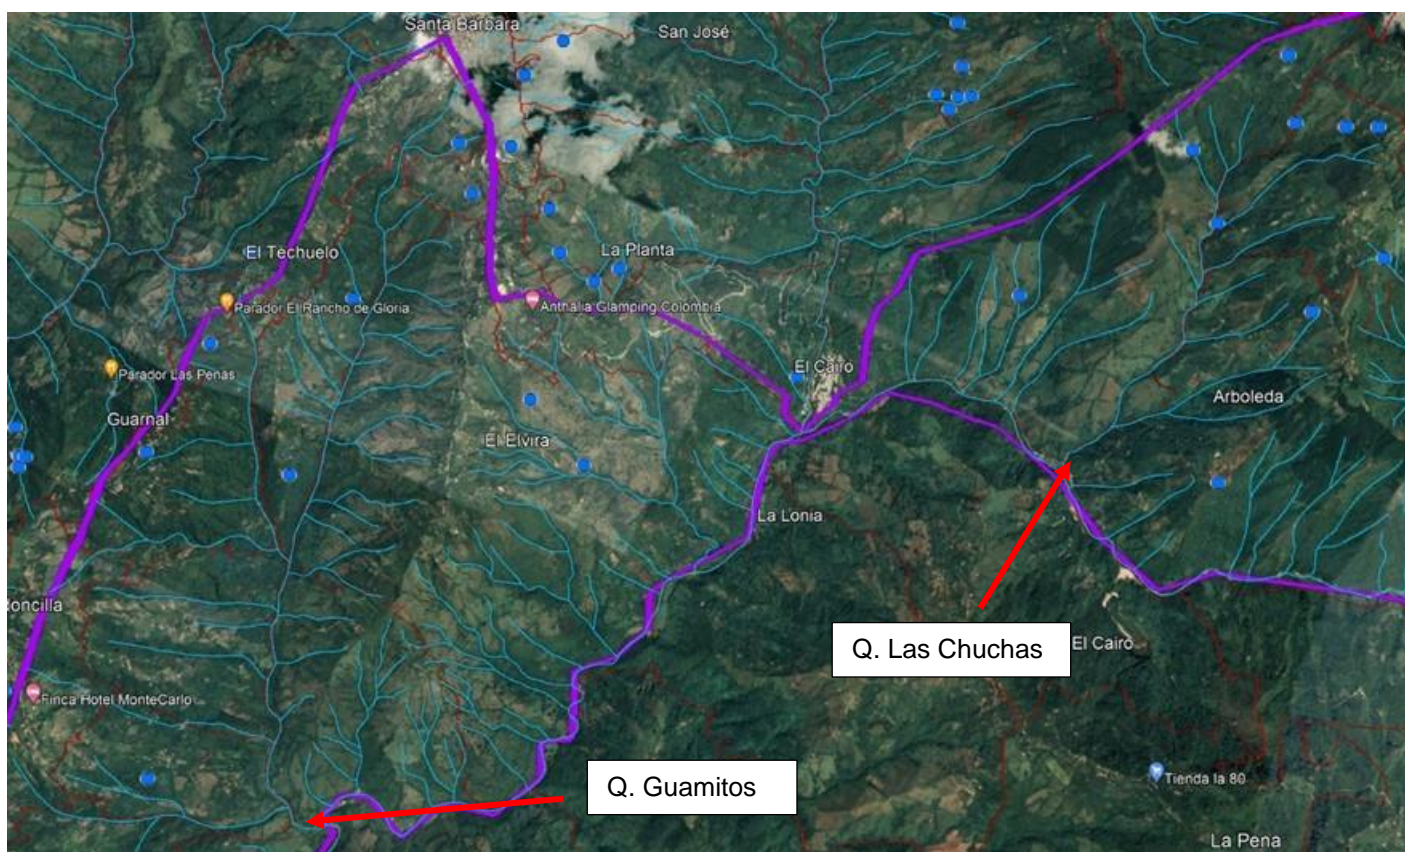 Santa Barbara
San José
El Techuelo
La Planta
Parador El Rancho de Gloria
Anthalia Glamping Colombia
Parador Las Penas
El Cairo
Arboleda
Guarnal
El Elvira
La Lonia
oncilla
Q. Las Chuchas
El Cairo
Finca Hotel MonteCarlo
Q. Guamitos
Tienda la 80
La Pena